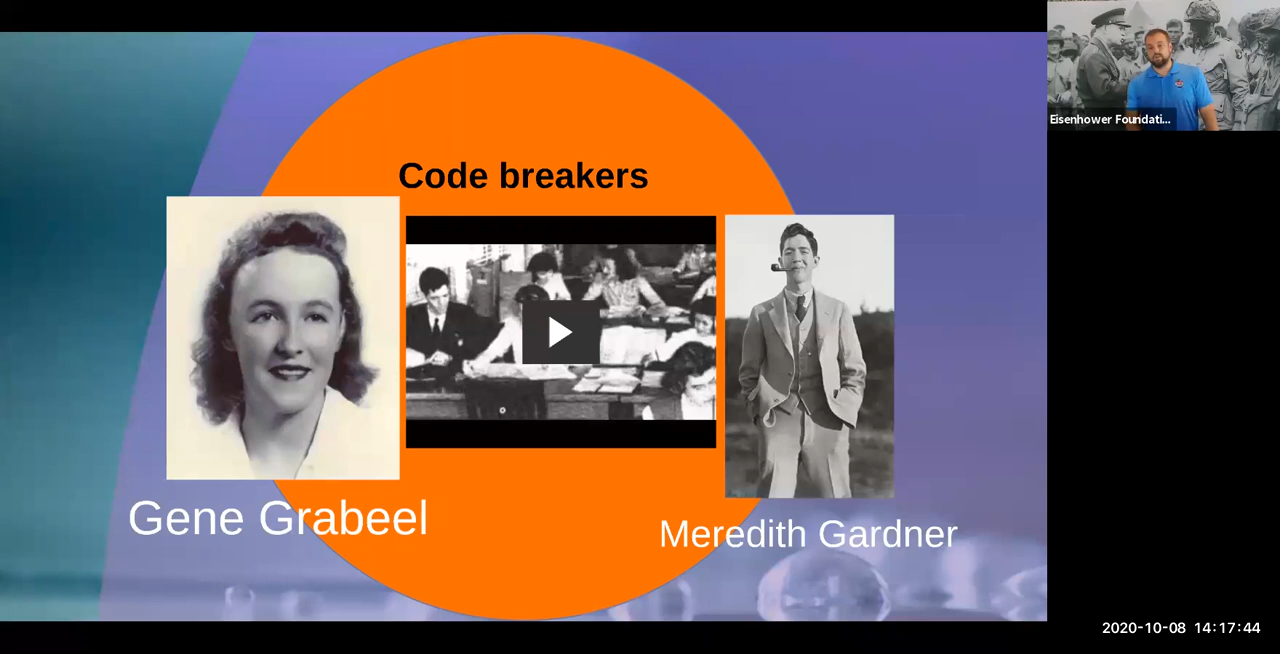 Code breakers
Gene Grabeel
Meredith Gardner
Eisenhower Foundati...
2020-10-08 14:17:44